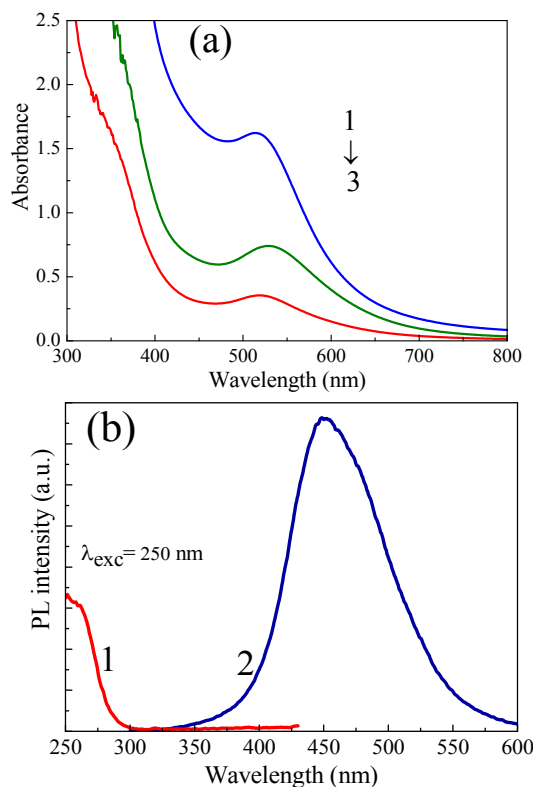 (a)
2.5
2.0
1.5
1.0
0.5
0.0
Absorbance
1
↓
3
300 400 500 600 700 800
Wavelength (nm)
(b)
PL intensity (a.u.)
λexc= 250 nm
1
2
250 300 350 400 450 500 550 600
Wavelength (nm)